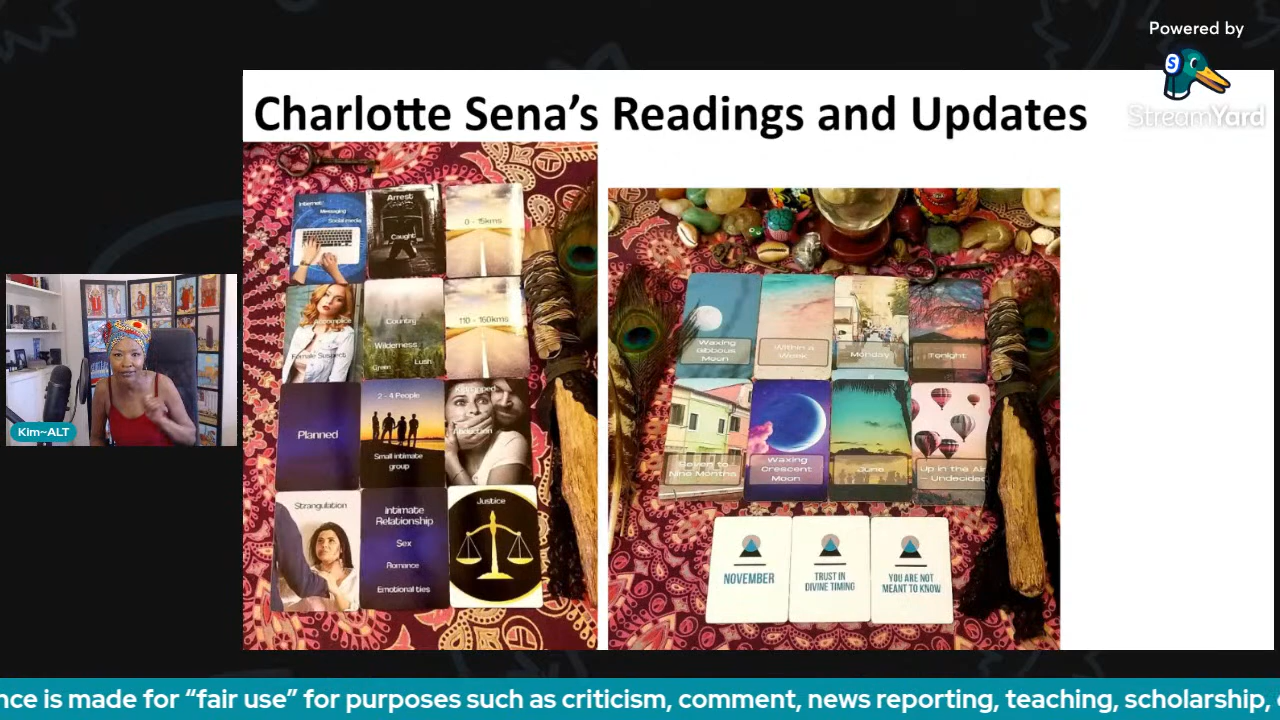 Powered by
StreamYard
Charlotte Sena's Readings and Updates
Internet
Messaging
Social media
Arrest
Caught
0 - 15kms
Accomplice
Female Suspect
Country
Wilderness
Green
Lush
110 - 160kms
Planned
2 - 4 People
Small intimate
group
Kidnapped
Abduction
Strangulation
Intimate
Relationship
Sex
Romance
Emotional ties
Justice
Waxing
Gibbous
Moon
Within a
Week
Monday
Tonight
Seven to
Nine Months
Waxing
Crescent
Moon
June
Up in the Air
– Undecided
NOVEMBER
TRUST IN
DIVINE TIMING
YOU ARE NOT
MEANT TO KNOW
Kim~ALT
nce is made for “fair use” for purposes such as criticism, comment, news reporting, teaching, scholarship,